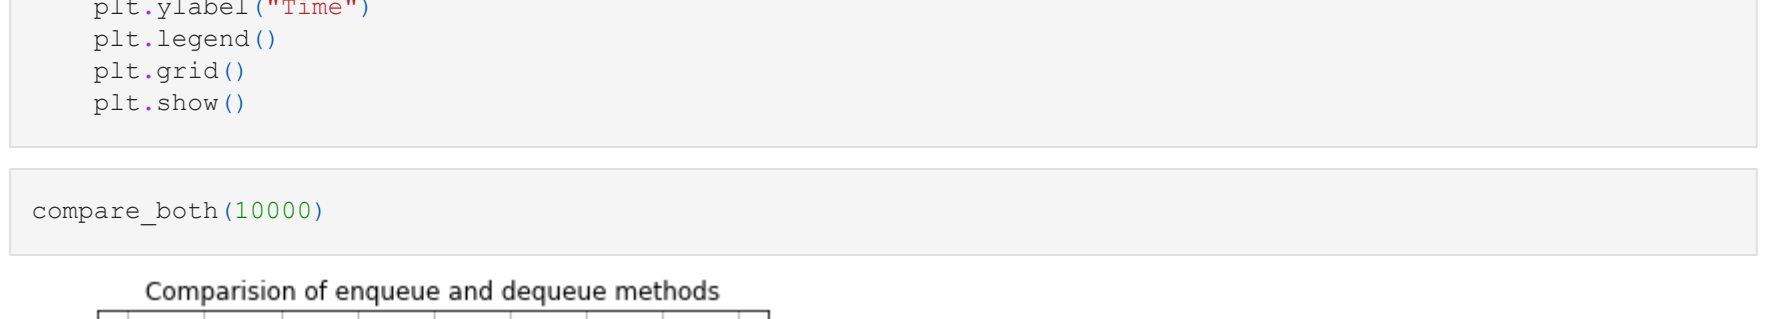 plt.ylabel("Time")
plt.legend()
plt.grid()
plt.show()
compare_both(10000)
Comparision of enqueue and dequeue methods